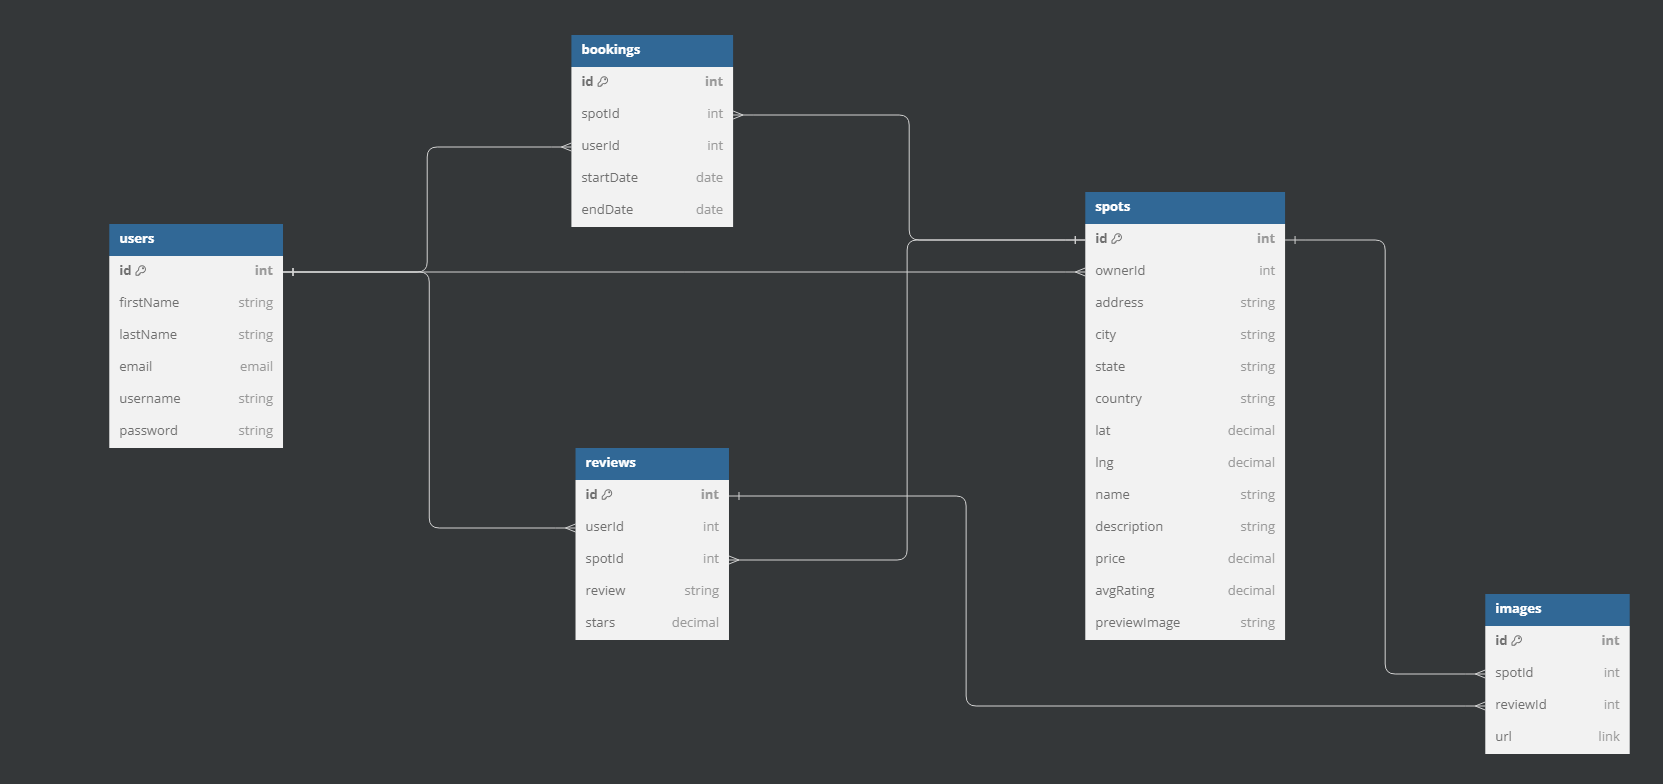 bookings
id int
spotId int
userId int
startDate date
endDate date
users
id int
firstName string
lastName string
email email
username string
password string
reviews
id int
userId int
spotId int
review string
stars decimal
spots
id int
ownerId int
address string
city string
state string
country string
lat decimal
lng decimal
name string
description string
price decimal
avgRating decimal
previewImage string
images
id int
spotId int
reviewId int
url link